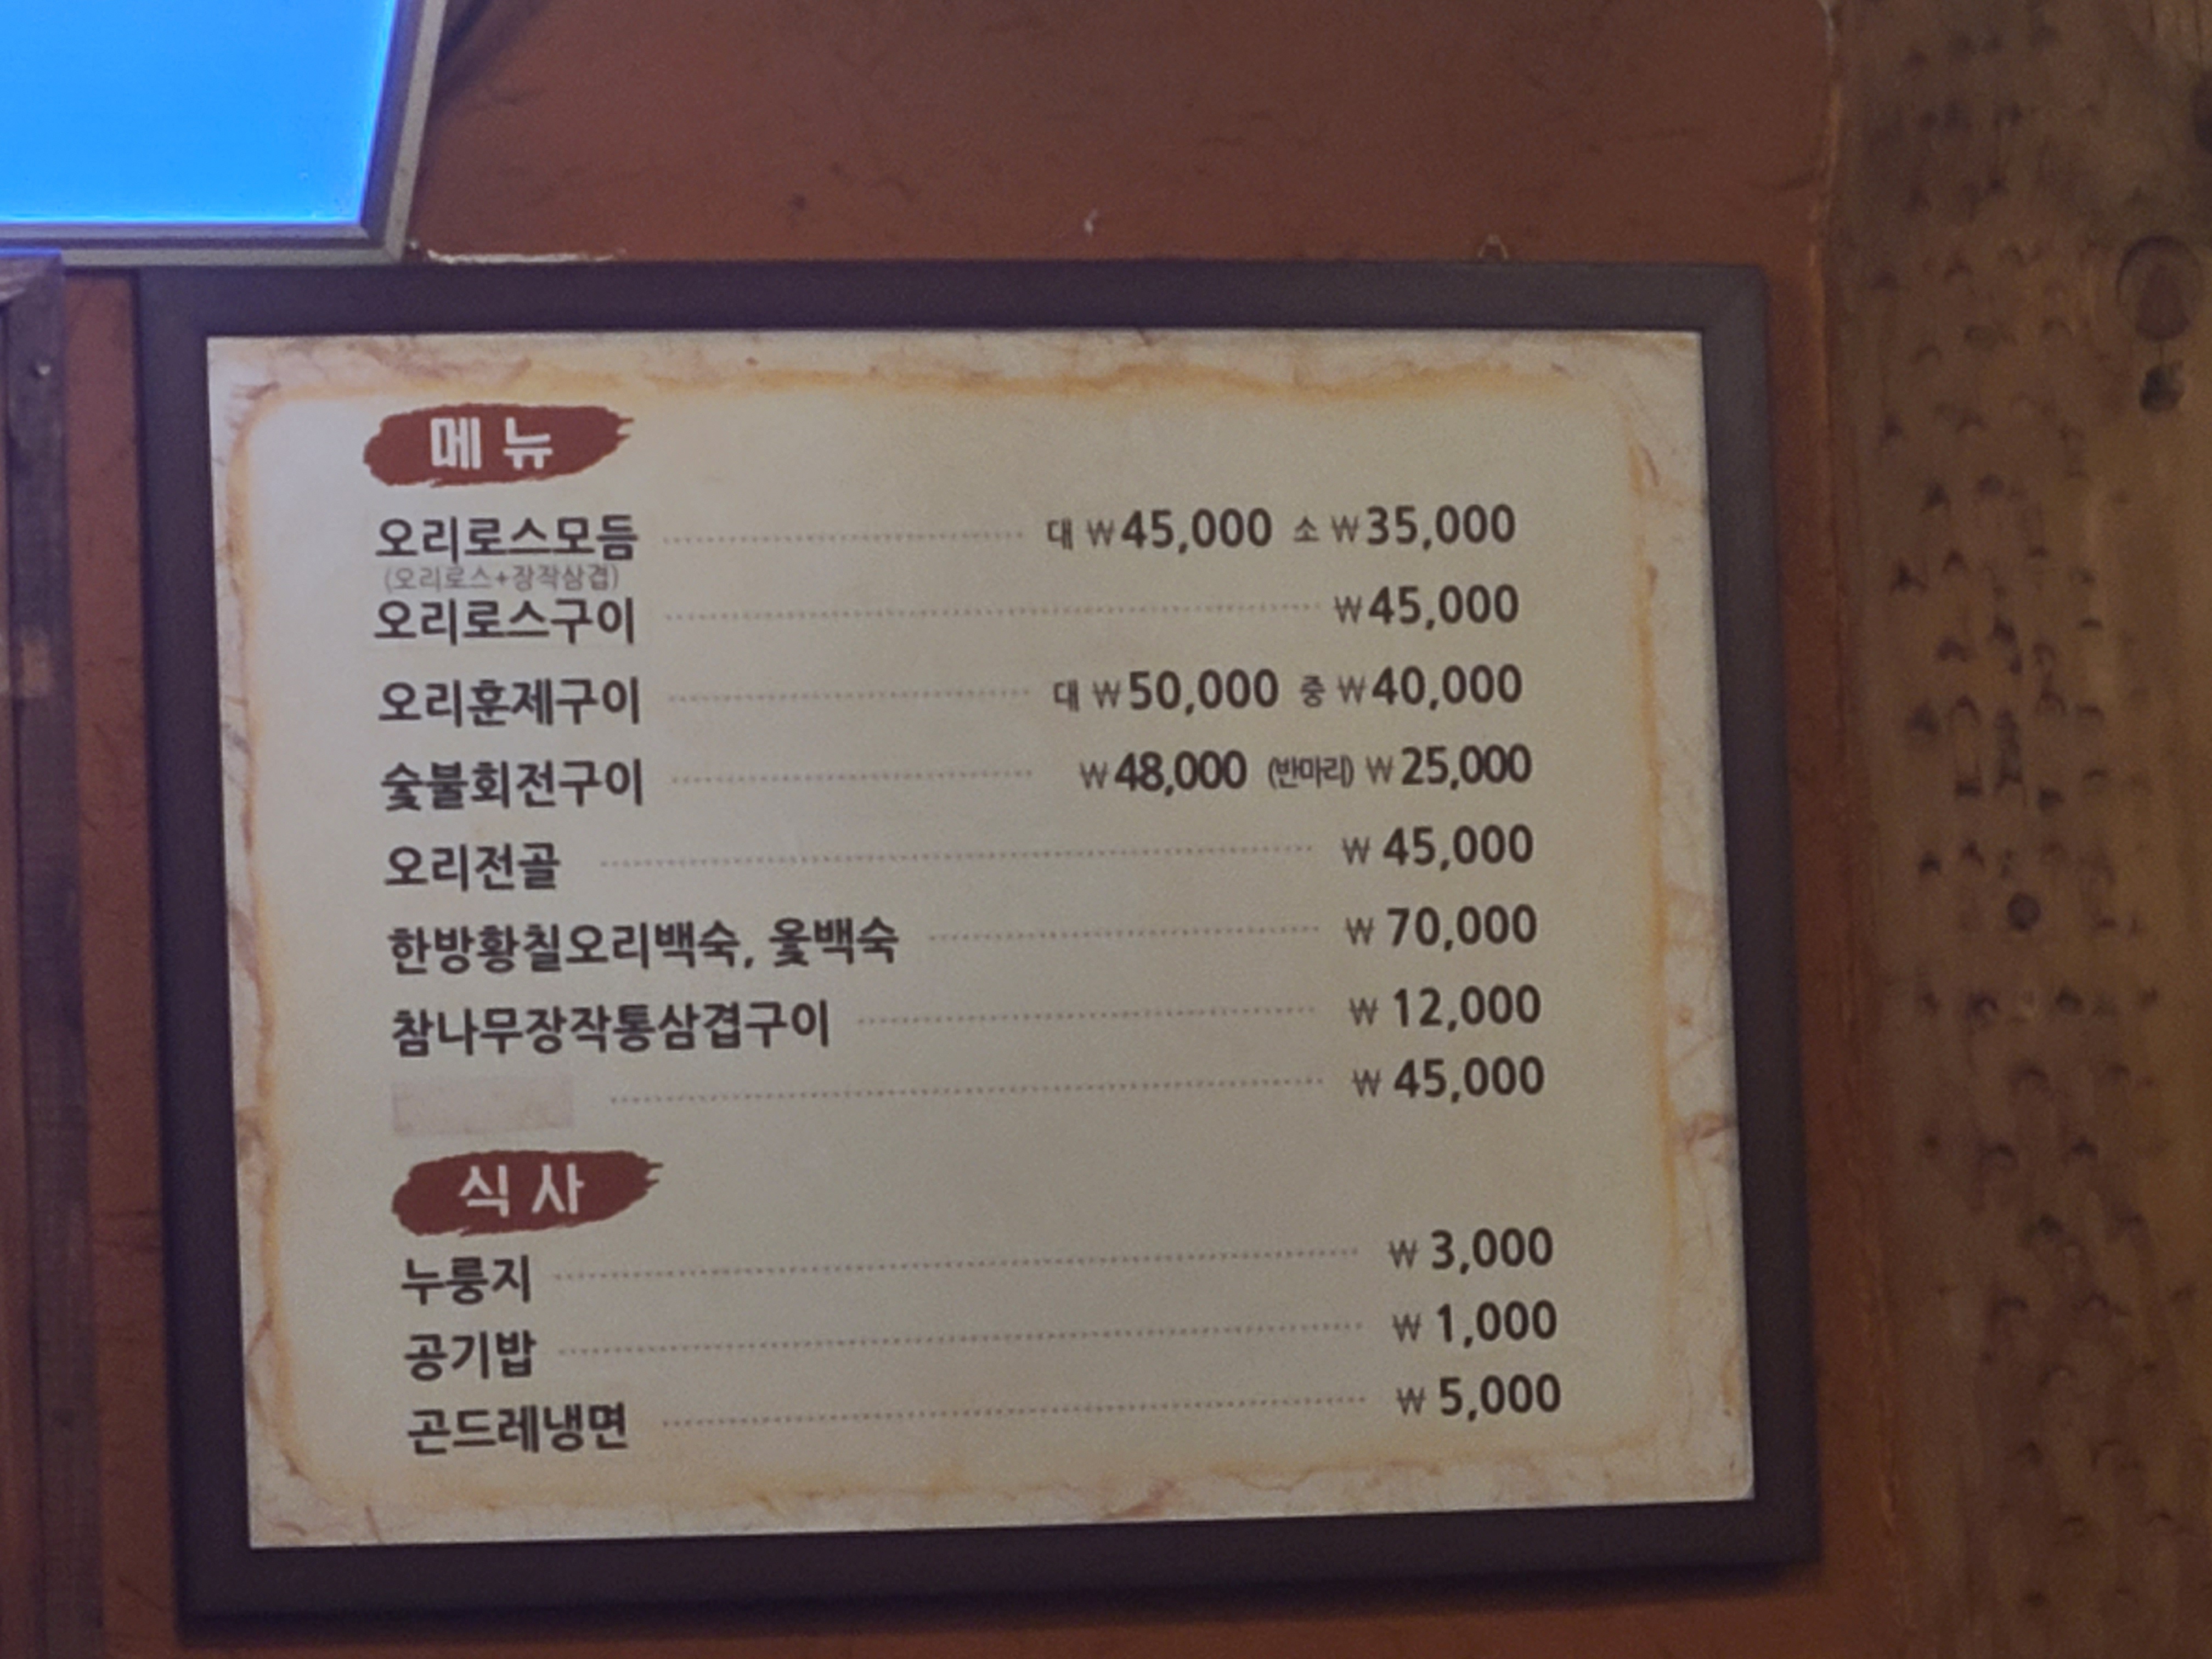 메뉴
오리로스모듬 대 ₩45,000 소 ₩35,000
(오리로스+장작삼겹)
오리로스구이 ₩45,000
오리훈제구이 대 ₩50,000 중 ₩40,000
숯불회전구이 ₩48,000 (반마리) ₩25,000
오리전골 ₩ 45,000
한방황칠오리백숙, 옻백숙 ₩ 70,000
참나무장작통삼겹구이 ₩ 12,000
₩ 45,000
식사
누룽지 ₩ 3,000
공기밥 ₩ 1,000
곤드레냉면 ₩ 5,000